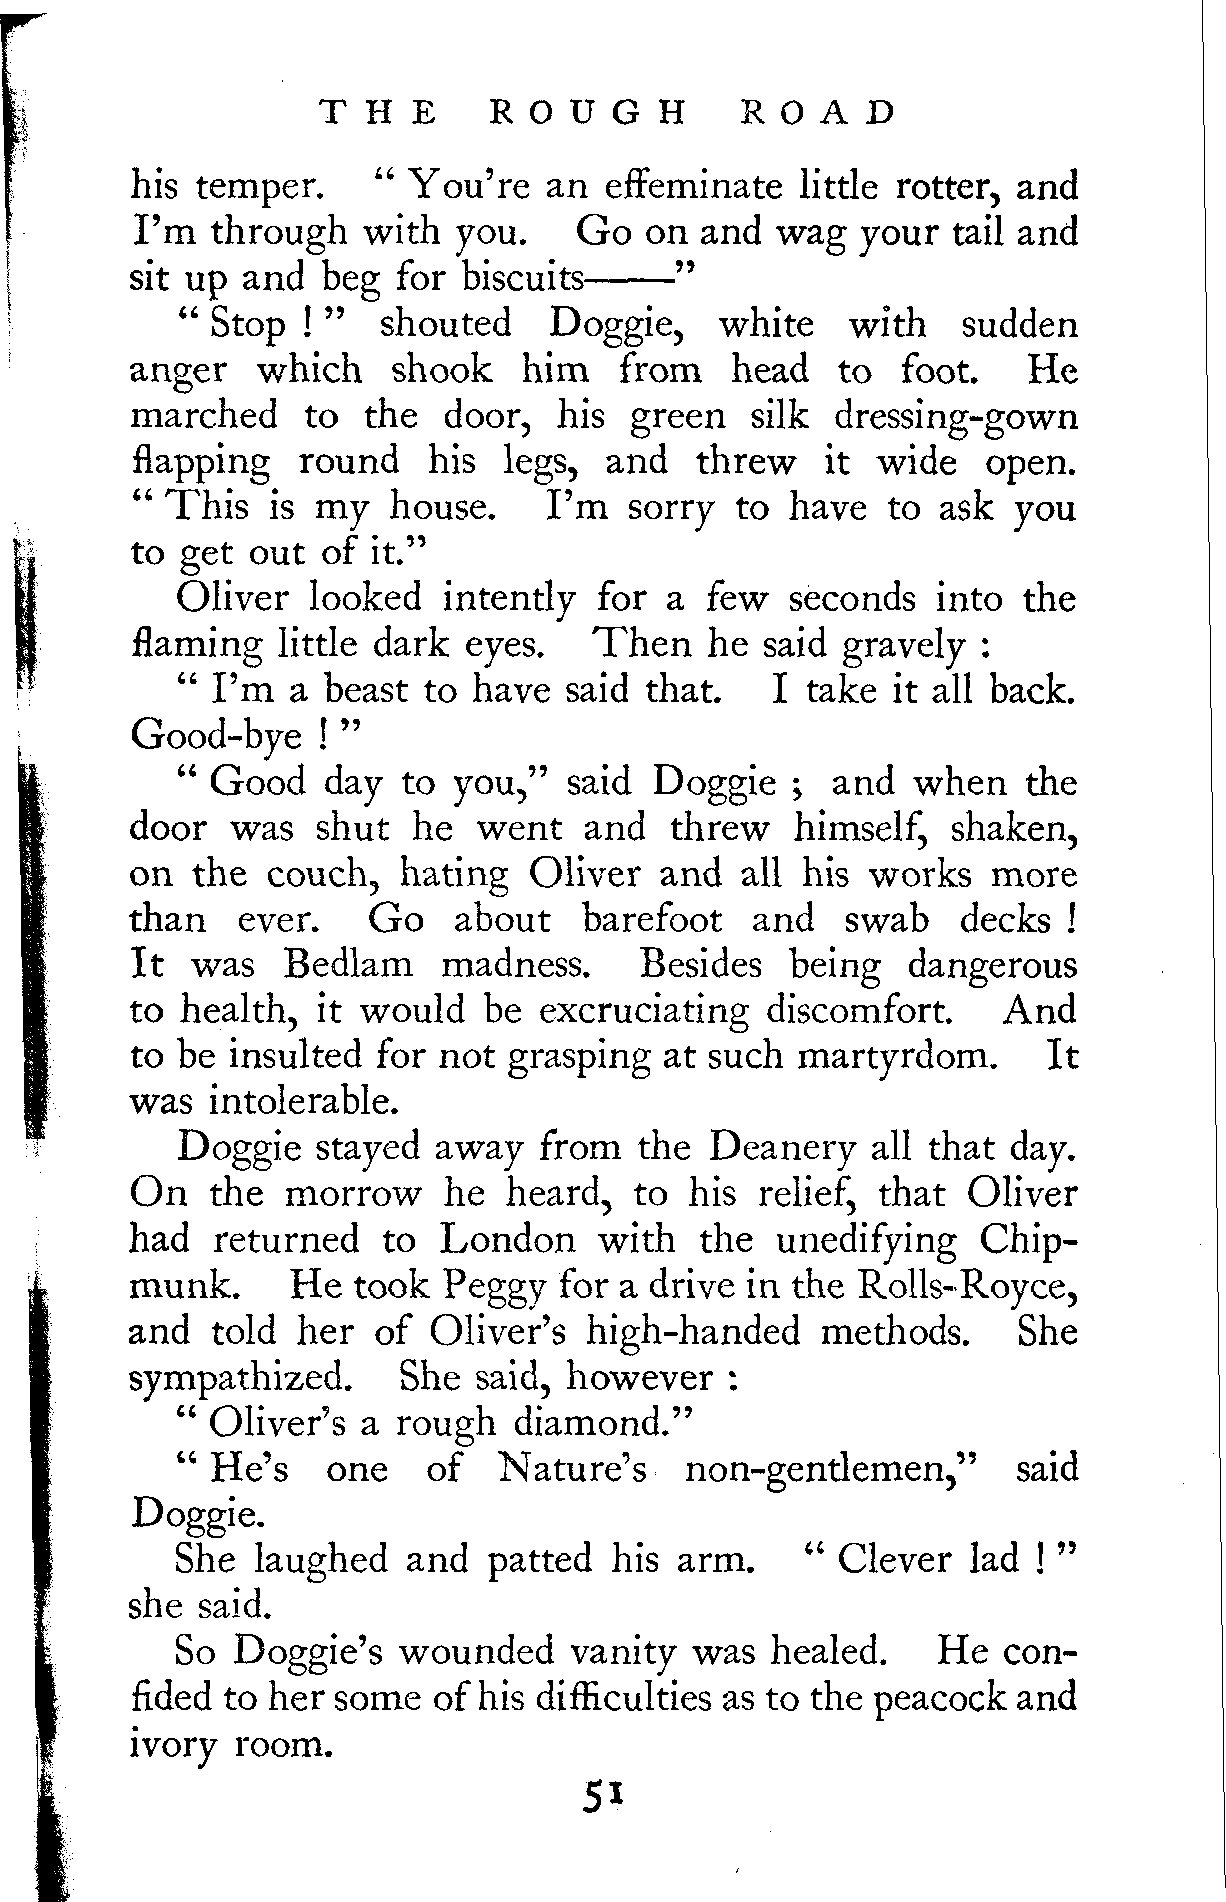 THE ROUGH ROAD
his temper. “ You’re an effeminate little rotter, and
I’m through with you. Go on and wag your tail and
sit up and beg for biscuits——”
“ Stop ! ” shouted Doggie, white with sudden
anger which shook him from head to foot. He
marched to the door, his green silk dressing-gown
flapping round his legs, and threw it wide open.
“ This is my house. I’m sorry to have to ask you
to get out of it.”
Oliver looked intently for a few seconds into the
flaming little dark eyes. Then he said gravely :
“ I’m a beast to have said that. I take it all back.
Good-bye ! ”
“ Good day to you,” said Doggie ; and when the
door was shut he went and threw himself, shaken,
on the couch, hating Oliver and all his works more
than ever. Go about barefoot and swab decks !
It was Bedlam madness. Besides being dangerous
to health, it would be excruciating discomfort. And
to be insulted for not grasping at such martyrdom. It
was intolerable.
Doggie stayed away from the Deanery all that day.
On the morrow he heard, to his relief, that Oliver
had returned to London with the unedifying Chip-
munk. He took Peggy for a drive in the Rolls-Royce,
and told her of Oliver’s high-handed methods. She
sympathized. She said, however :
“ Oliver’s a rough diamond.”
“ He’s one of Nature’s non-gentlemen,” said
Doggie.
She laughed and patted his arm. “ Clever lad ! ”
she said.
So Doggie’s wounded vanity was healed. He con-
fided to her some of his difficulties as to the peacock and
ivory room.
51